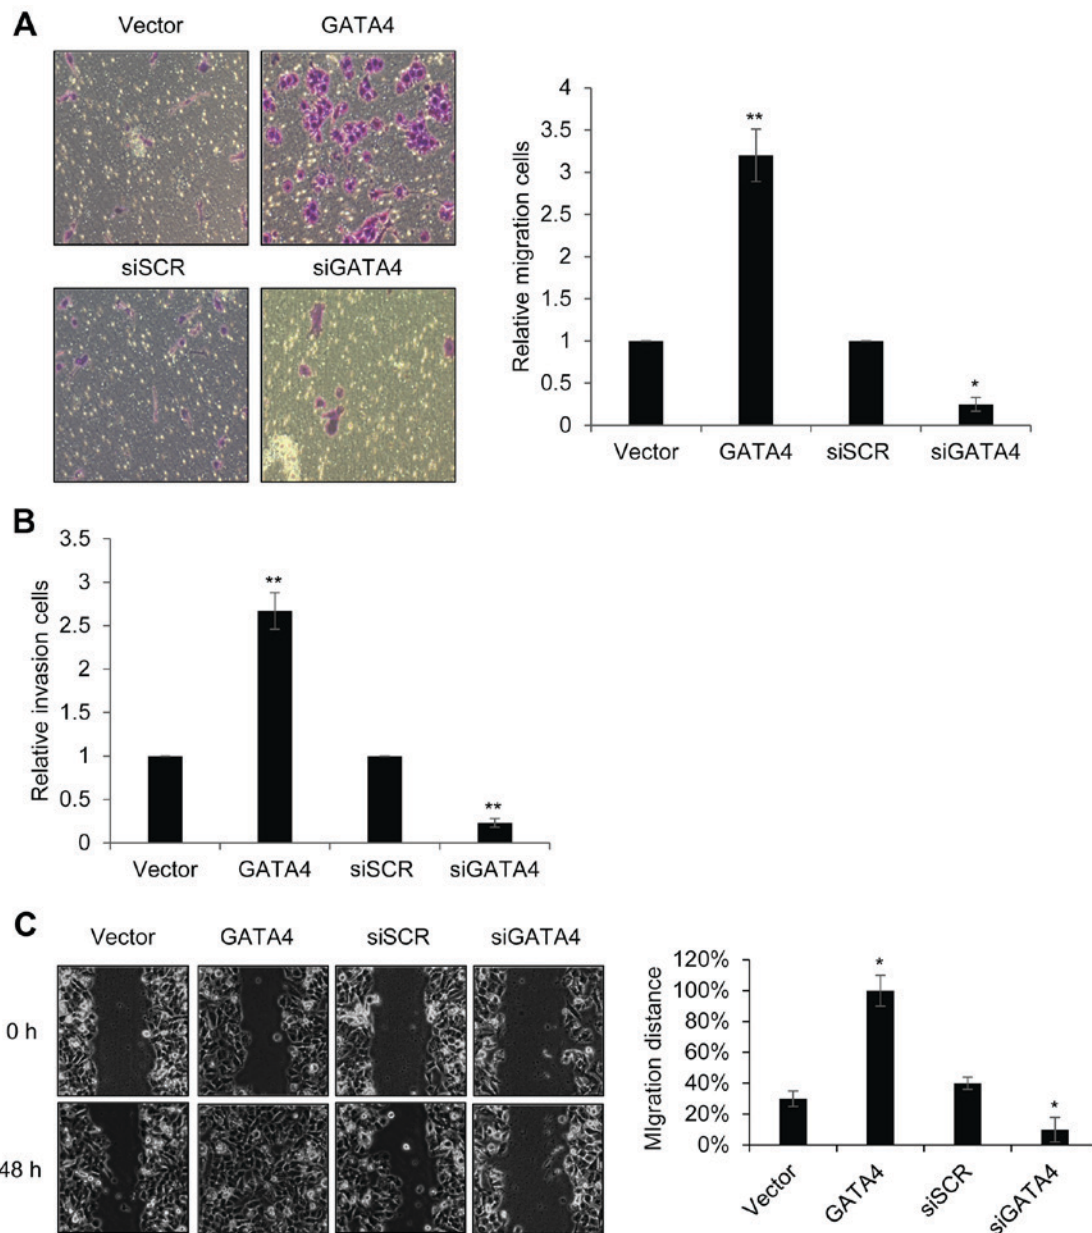 A
Vector GATA4
siSCR siGATA4
Relative migration cells
4
3.5
3
2.5
2
1.5
1
0.5
0
**
*
Vector GATA4 siSCR siGATA4
B
Relative invasion cells
3.5
3
2.5
2
1.5
1
0.5
0
**
**
Vector GATA4 siSCR siGATA4
C
Vector GATA4 siSCR siGATA4
0 h
48 h
MIgration distance
120%
100%
80%
60%
40%
20%
0%
*
*
Vector
GATA4
siSCR
siGATA4